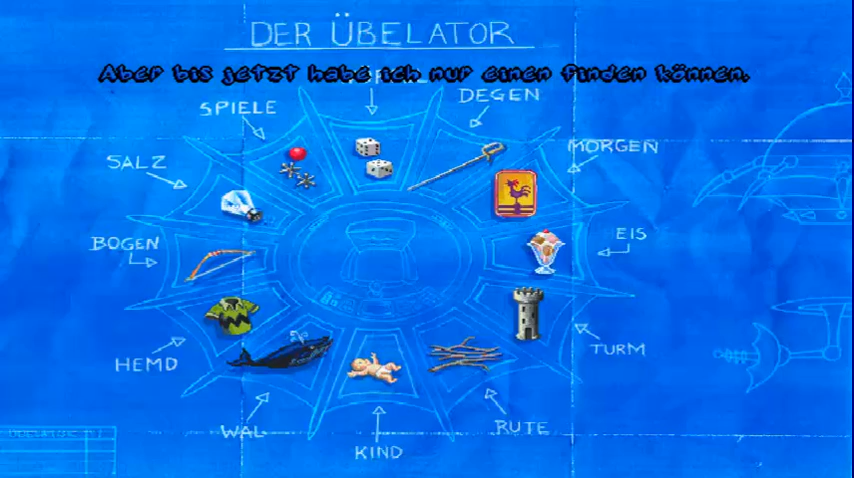 DER ÜBELATOR
Aber bis jetzt habe ich nur einen finden können.
DEGEN
SPIELE
MORGEN
SALZ
EIS
BOGEN
TURM
HEMD
RUTE
WAL
KIND